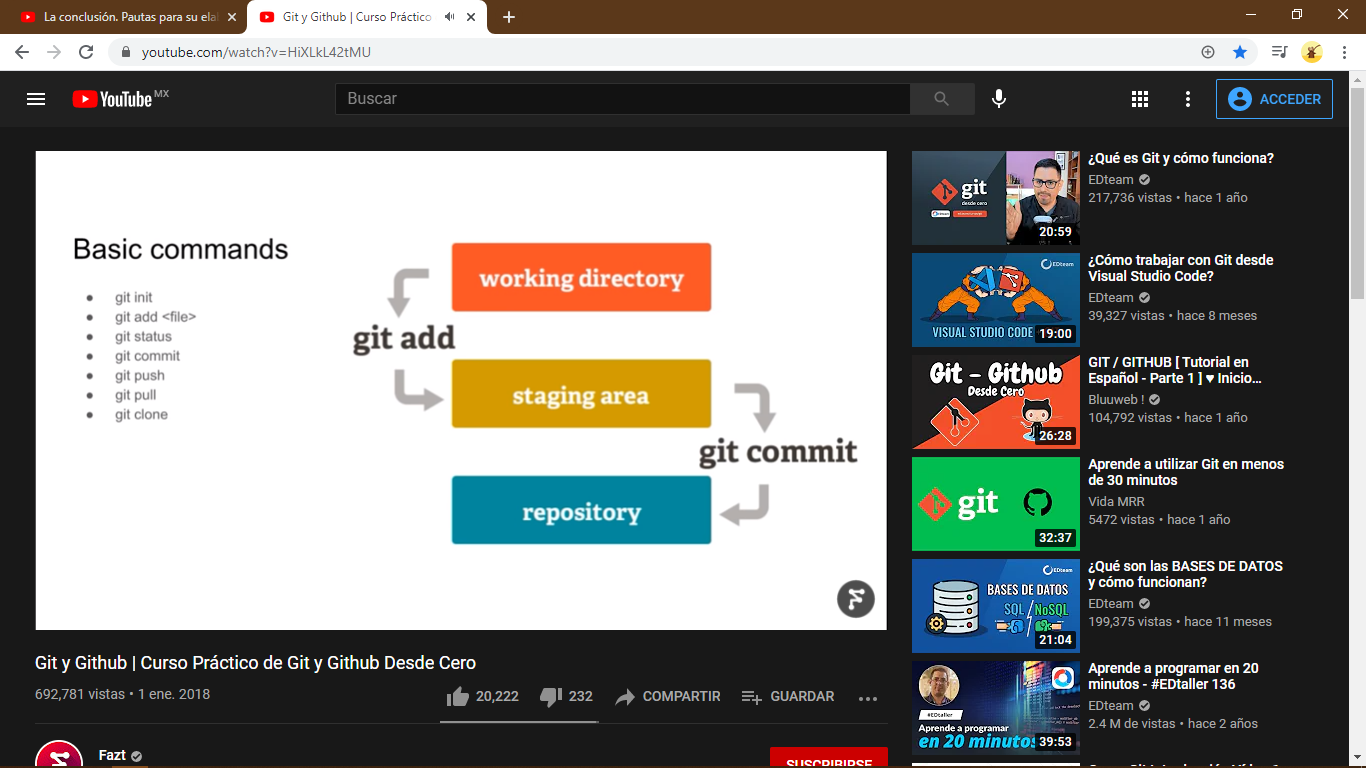 La conclusión. Pautas para su ela
Git y Github | Curso Práctico
youtube.com/watch?v=HiXLkL42tMU
YouTube MX
Buscar
ACCEDER
Basic commands
git init
git add <file>
git status
git commit
git push
git pull
git clone
working directory
git add
staging area
git commit
repository
Git y Github | Curso Práctico de Git y Github Desde Cero
692,781 vistas • 1 ene. 2018
20,222
232
COMPARTIR
GUARDAR
Fazt
SUSCRIBIRSE
git
desde cero
20:59
¿Qué es Git y cómo funciona?
EDteam
217,736 vistas • hace 1 año
EDteam
VISUAL STUDIO CODE
19:00
¿Cómo trabajar con Git desde
Visual Studio Code?
EDteam
39,327 vistas • hace 8 meses
Git - Github
Desde Cero
26:28
GIT / GITHUB [ Tutorial en
Español - Parte 1 ] ♥ Inicio...
Bluuweb !
104,792 vistas • hace 1 año
git
32:37
Aprende a utilizar Git en menos
de 30 minutos
Vida MRR
5472 vistas • hace 1 año
EDteam
BASES DE DATOS
SQL / NoSQL
21:04
¿Qué son las BASES DE DATOS
y cómo funcionan?
EDteam
199,375 vistas • hace 11 meses
#EDtaller
Aprende a programar
en 20 minutos
39:53
Aprende a programar en 20
minutos - #EDtaller 136
EDteam
2.4 M de vistas • hace 2 años